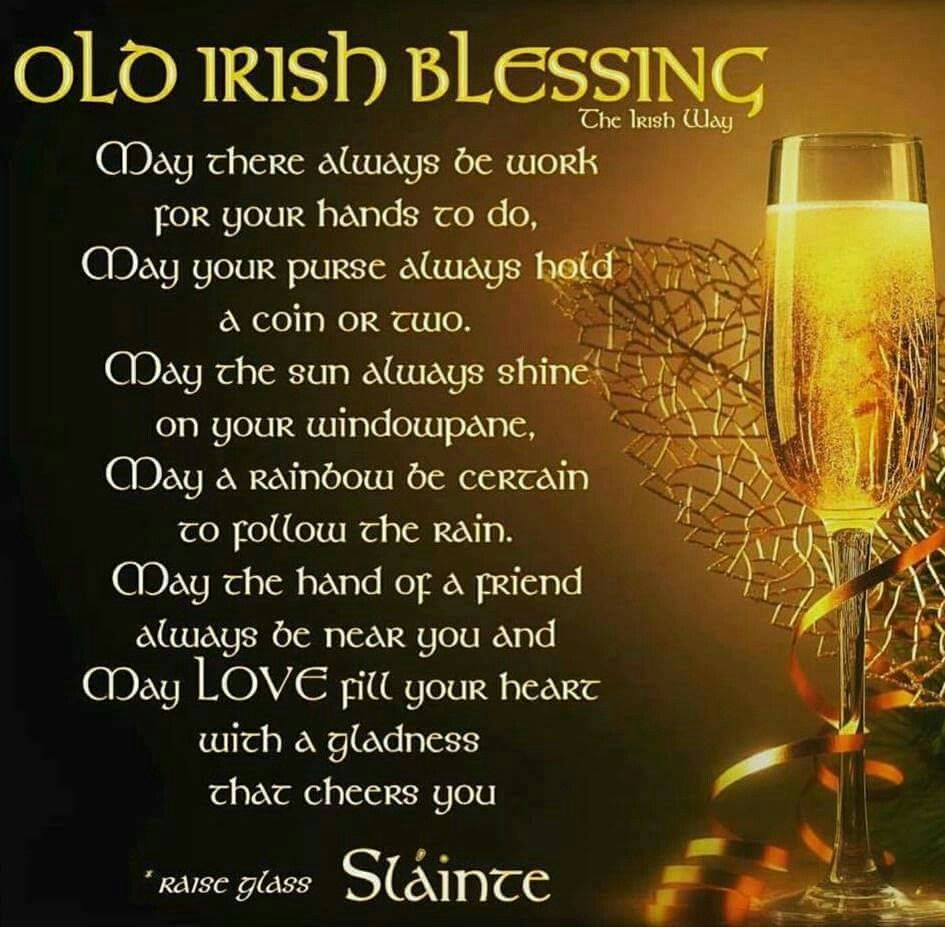 OLD IRISH BLESSING
The Irish Way
May there always be work
for your hands to do,
May your purse always hold
a coin or two.
May the sun always shine
on your windowpane,
May a rainbow be certain
to follow the rain.
May the hand of a friend
always be near you and
May LOVE fill your heart
with a gladness
that cheers you
* raise glass Sláinte